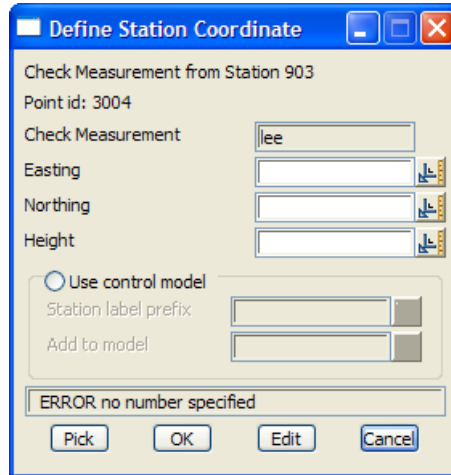 Define Station Coordinate
Check Measurement from Station 903
Point id: 3004
Check Measurement lee
Easting
Northing
Height
Use control model
Station label prefix
Add to model
ERROR no number specified
Pick OK Edit Cancel